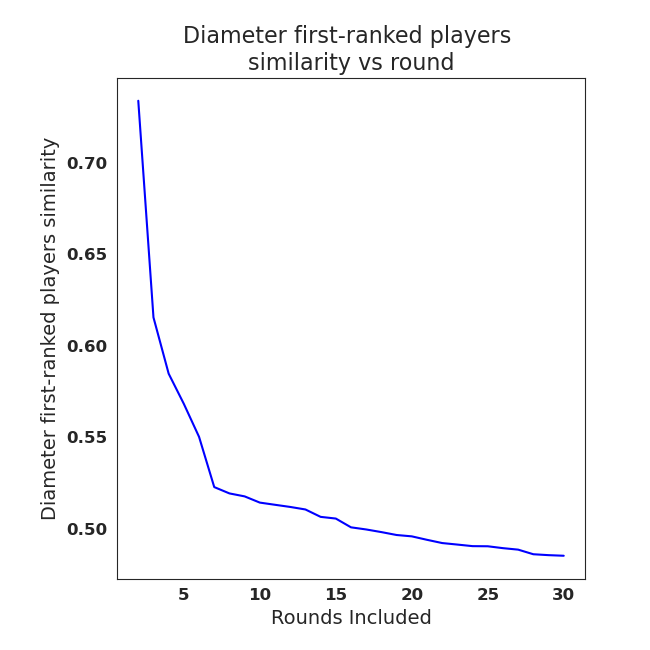 Diameter first-ranked players
similarity vs round
Diameter first-ranked players similarity
0.70
0.65
0.60
0.55
0.50
5 10 15 20 25 30
Rounds Included